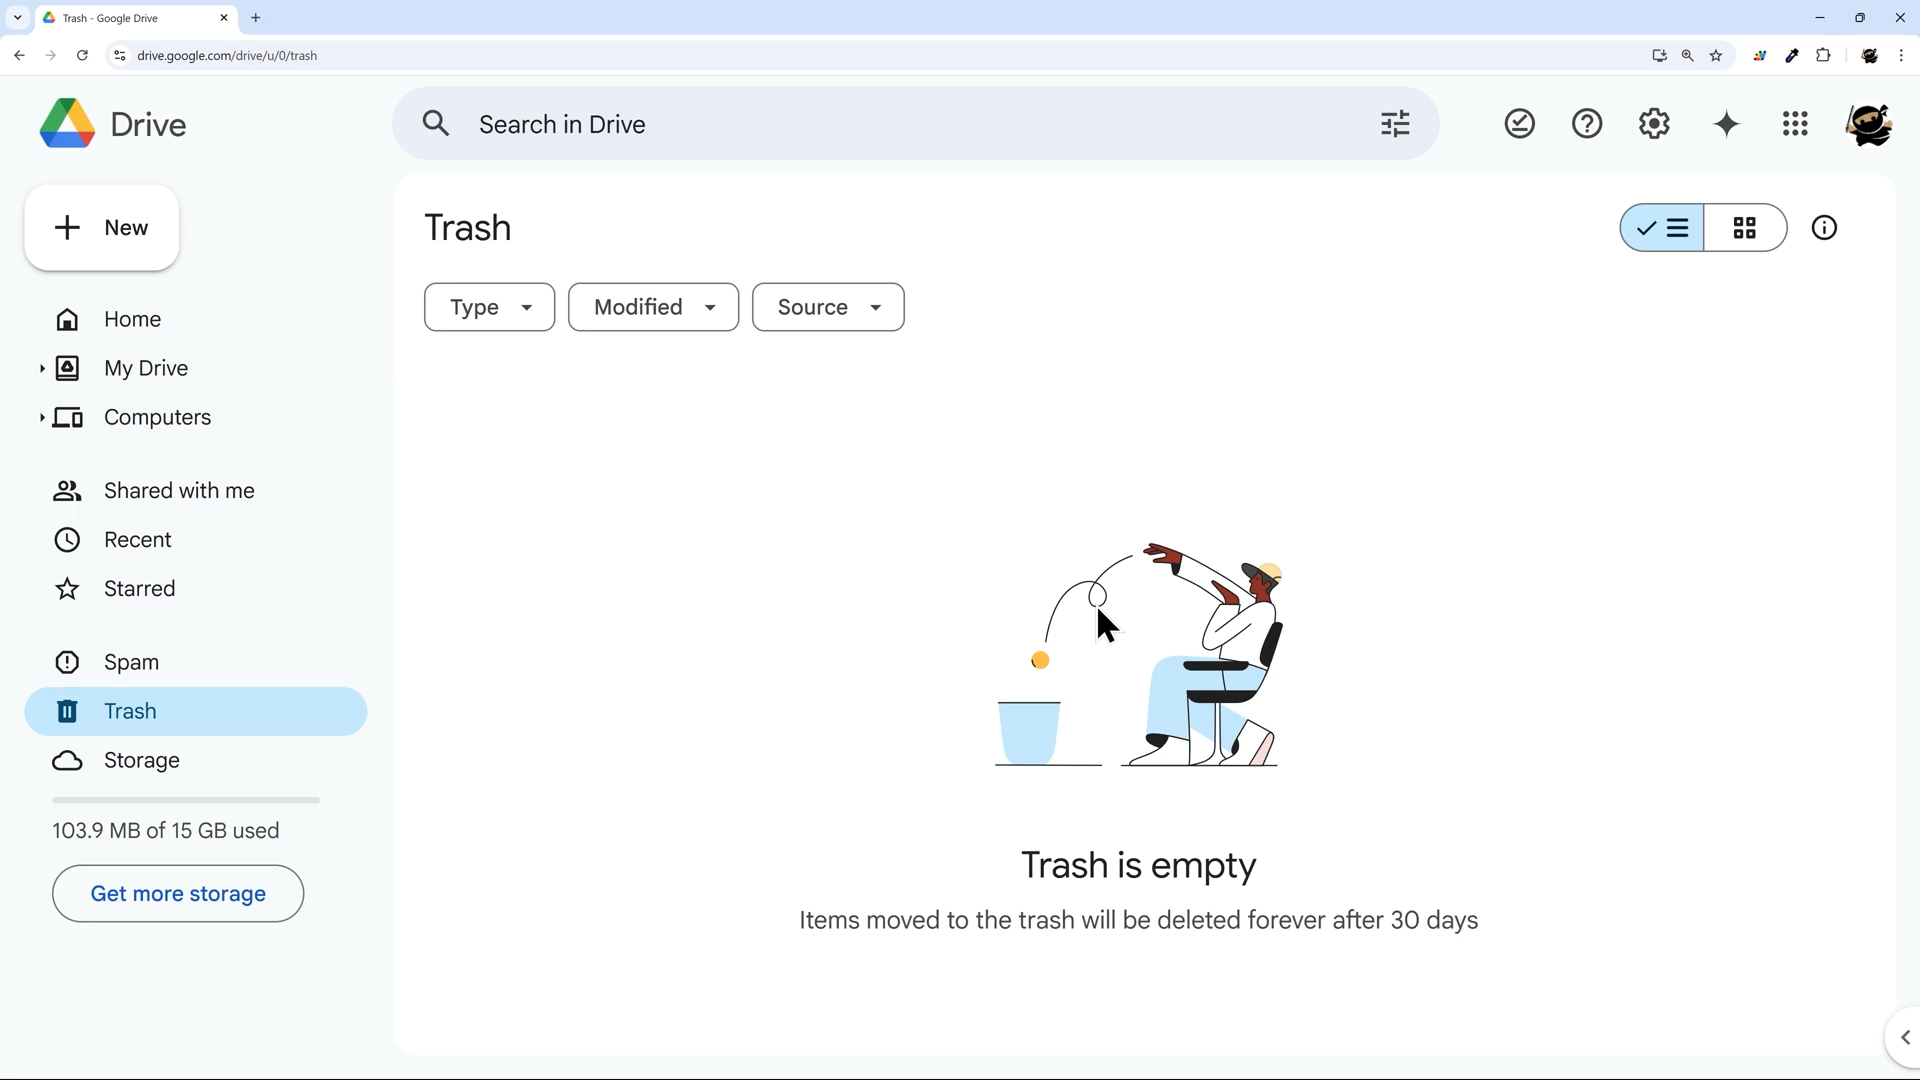 Trash - Google Drive
drive.google.com/drive/u/0/trash
Drive
Search in Drive
New
Home
My Drive
Computers
Shared with me
Recent
Starred
Spam
Trash
Storage
103.9 MB of 15 GB used
Get more storage
Trash
Type
Modified
Source
Trash is empty
Items moved to the trash will be deleted forever after 30 days